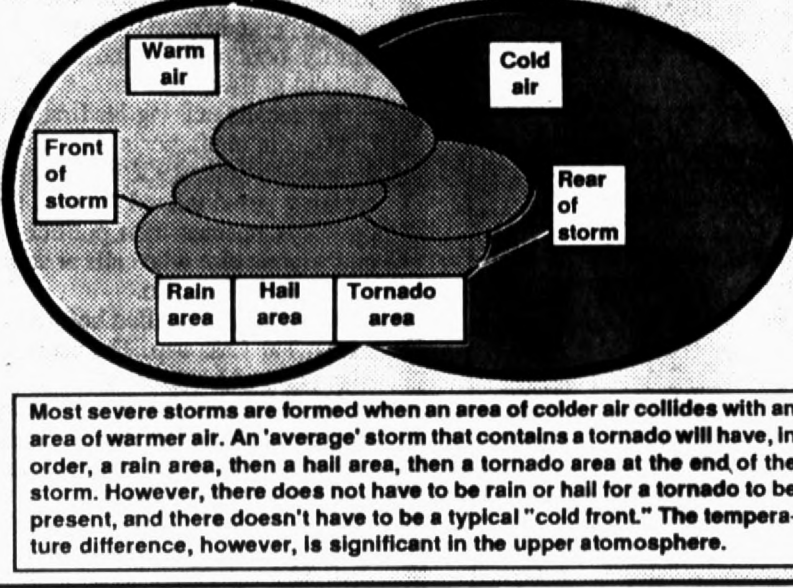 Warm
air
Cold
air
Front
of
storm
Rear
of
storm
Rain
area
Hail
area
Tornado
area
Most severe storms are formed when an area of colder air collides with an
area of warmer air. An 'average' storm that contains a tornado will have, in
order, a rain area, then a hail area, then a tornado area at the end of the
storm. However, there does not have to be rain or hail for a tornado to be
present, and there doesn't have to be a typical "cold front." The tempera-
ture difference, however, is significant in the upper atomosphere.